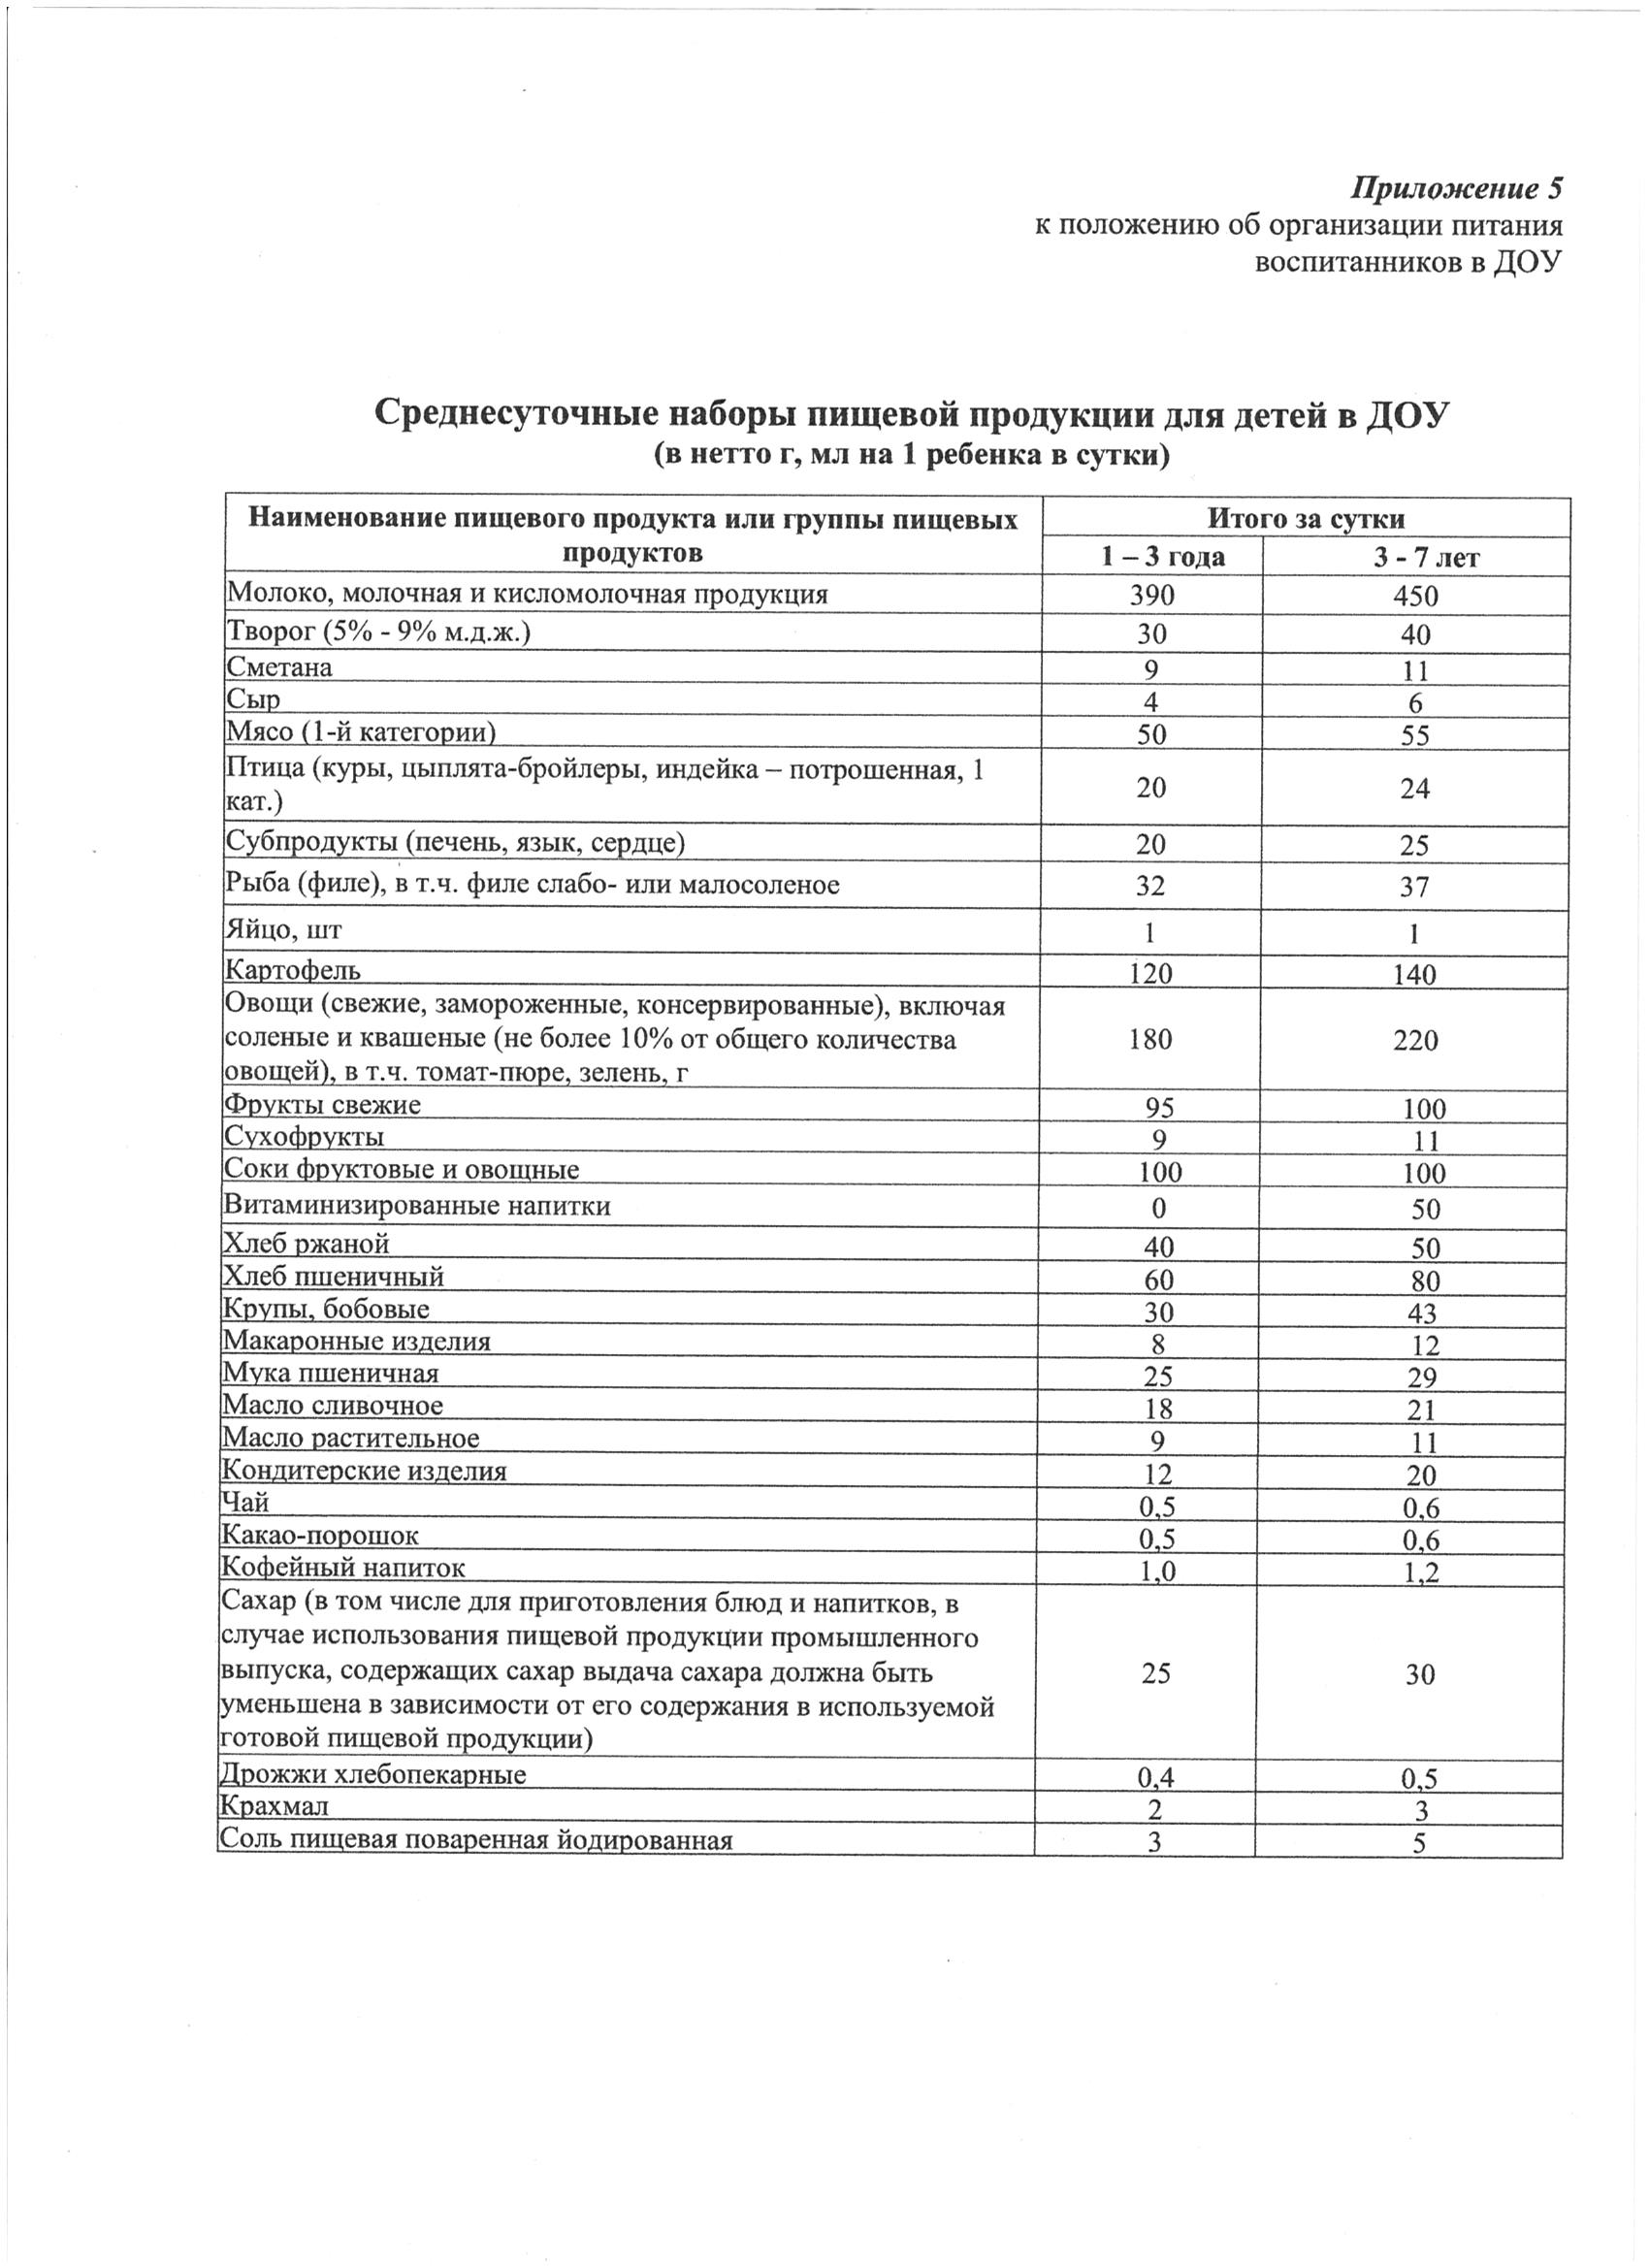 Приложение 5
к положению об организации питания
воспитанников в ДОУ
Среднесуточные наборы пищевой продукции для детей в ДОУ
(в нетто г, мл на 1 ребенка в сутки)
Наименование пищевого продукта или группы пищевых
продуктов
Итого за сутки
1 – 3 года 3 - 7 лет
Молоко, молочная и кисломолочная продукция 390 450
Творог (5% - 9% м.д.ж.) 30 40
Сметана 9 11
Сыр 4 6
Мясо (1-й категории) 50 55
Птица (куры, цыплята-бройлеры, индейка – потрошенная, 1
кат.) 20 24
Субпродукты (печень, язык, сердце) 20 25
Рыба (филе), в т.ч. филе слабо- или малосоленое 32 37
Яйцо, шт 1 1
Картофель 120 140
Овощи (свежие, замороженные, консервированные), включая
соленые и квашеные (не более 10% от общего количества 180 220
овощей), в т.ч. томат-пюре, зелень, г
Фрукты свежие 95 100
Сухофрукты 9 11
Соки фруктовые и овощные 100 100
Витаминизированные напитки 0 50
Хлеб ржаной 40 50
Хлеб пшеничный 60 80
Крупы, бобовые 30 43
Макаронные изделия 8 12
Мука пшеничная 25 29
Масло сливочное 18 21
Масло растительное 9 11
Кондитерские изделия 12 20
Чай 0,5 0,6
Какао-порошок 0,5 0,6
Кофейный напиток 1,0 1,2
Сахар (в том числе для приготовления блюд и напитков, в
случае использования пищевой продукции промышленного
выпуска, содержащих сахар выдача сахара должна быть 25 30
уменьшена в зависимости от его содержания в используемой
готовой пищевой продукции)
Дрожжи хлебопекарные 0,4 0,5
Крахмал 2 3
Соль пищевая поваренная йодированная 3 5